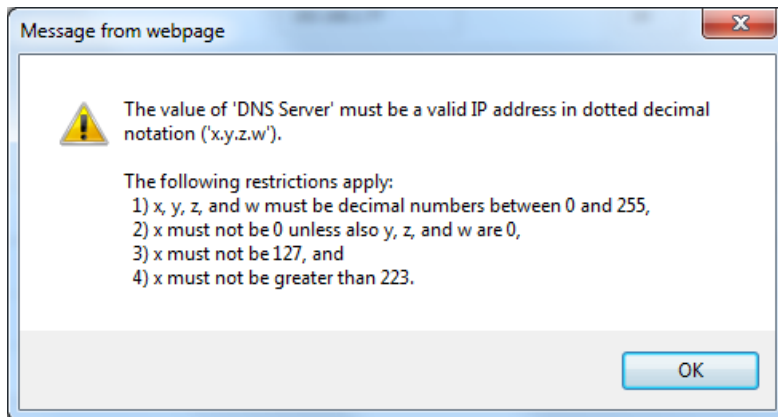 Message from webpage
The value of 'DNS Server' must be a valid IP address in dotted decimal
notation ('x.y.z.w').
The following restrictions apply:
1) x, y, z, and w must be decimal numbers between 0 and 255,
2) x must not be 0 unless also y, z, and w are 0,
3) x must not be 127, and
4) x must not be greater than 223.
OK